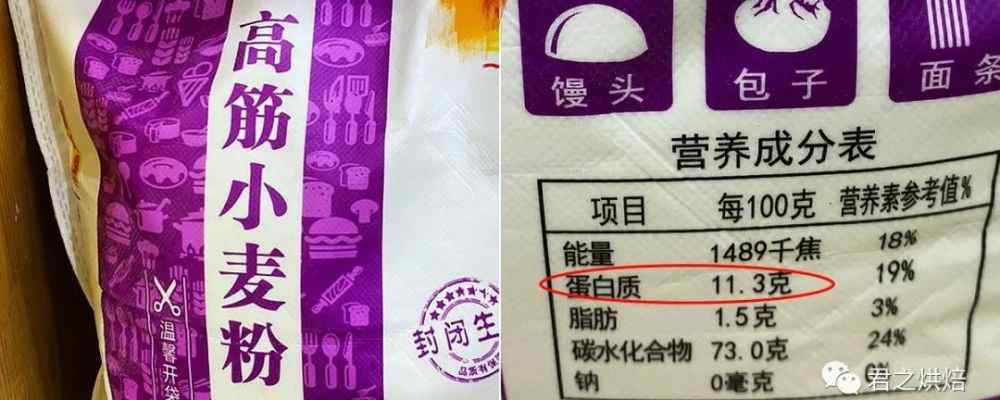 高筋小麦粉
温馨开袋
封闭生
馒头
包子
面条
营养成分表
项目 每100克 营养素参考值%
能量 1489千焦 18%
蛋白质 11.3克 19%
脂肪 1.5克 3%
碳水化合物 73.0克 24%
钠 0毫克 0%
君之烘焙